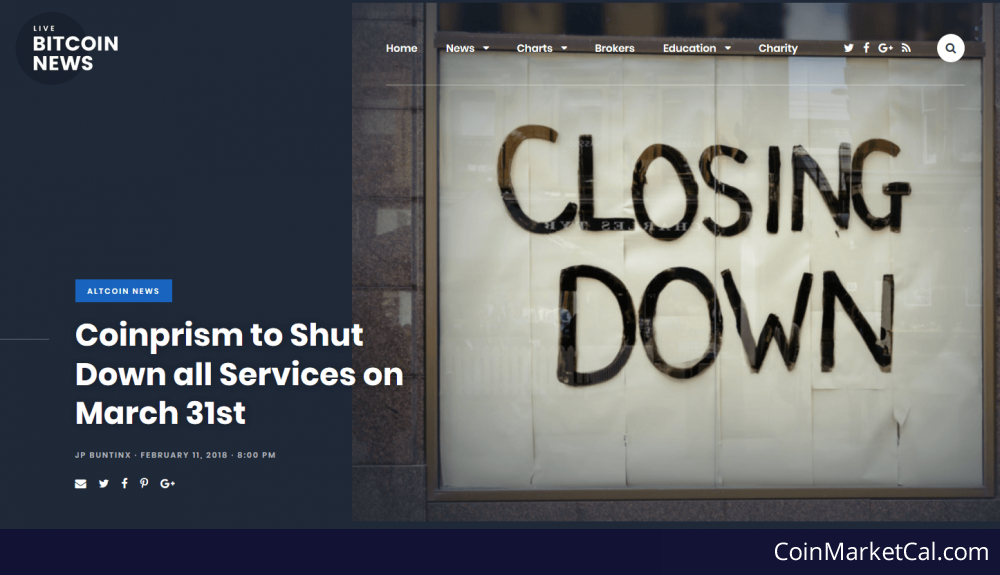 LIVE
BITCOIN
NEWS
Home News Charts Brokers Education Charity
CLOSING
DOWN
ALTCOIN NEWS
Coinprism to Shut
Down all Services on
March 31st
JP BUNTINX · FEBRUARY 11, 2018 · 8:00 PM
CoinMarketCal.com